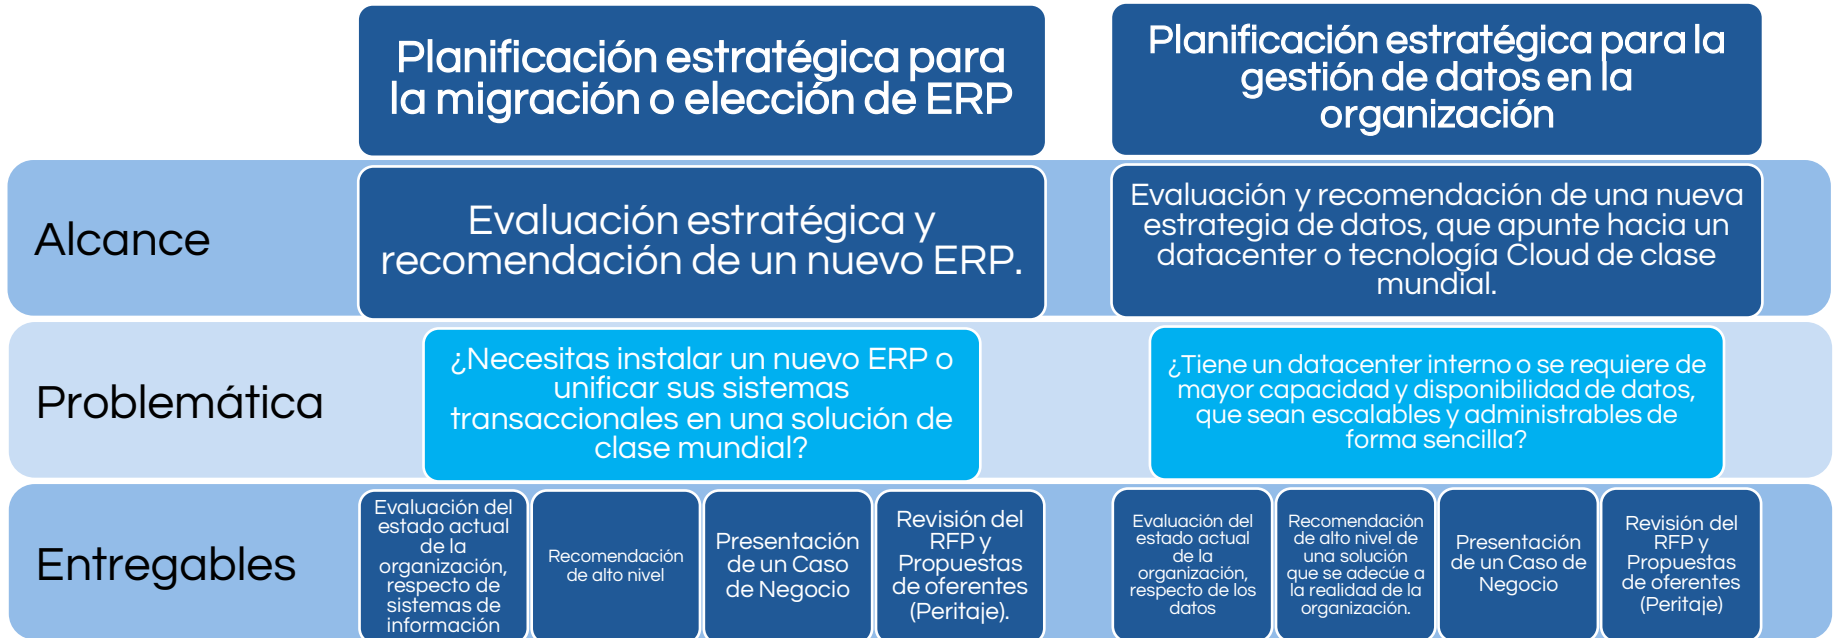 Planificación estratégica para
la migración o elección de ERP
Planificación estratégica para la
gestión de datos en la
organización
Alcance
Evaluación estratégica y
recomendación de un nuevo ERP.
Evaluación y recomendación de una nueva
estrategia de datos, que apunte hacia un
datacenter o tecnología Cloud de clase
mundial.
Problemática
¿Necesitas instalar un nuevo ERP o
unificar sus sistemas
transaccionales en una solución de
clase mundial?
¿Tiene un datacenter interno o se requiere de
mayor capacidad y disponibilidad de datos,
que sean escalables y administrables de
forma sencilla?
Entregables
Evaluación del
estado actual
de la
organización,
respecto de
sistemas de
información
Recomendación
de alto nivel
Presentación
de un Caso
de Negocio
Revisión del
RFP y
Propuestas
de oferentes
(Peritaje).
Evaluación del
estado actual
de la
organización,
respecto de los
datos
Recomendación
de alto nivel de
una solución
que se adecúe a
la realidad de la
organización.
Presentación
de un Caso de
Negocio
Revisión del
RFP y
Propuestas
de oferentes
(Peritaje)